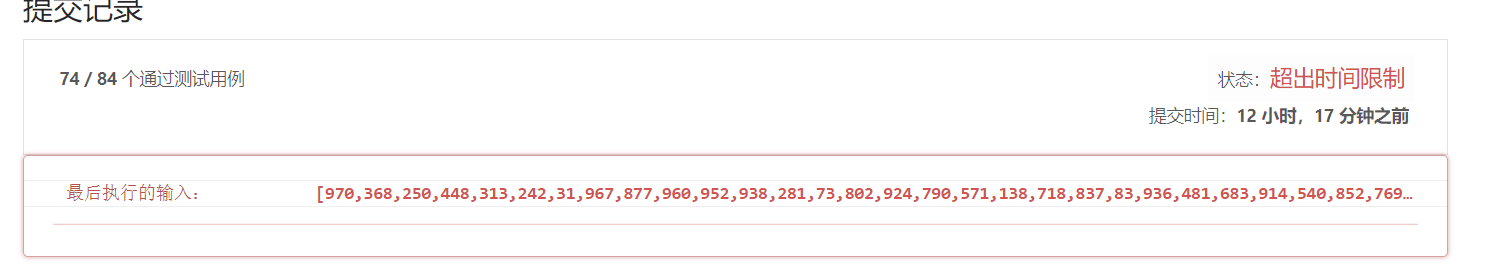 提交记录
74 / 84 个通过测试用例
状态：超出时间限制
提交时间：12 小时，17 分钟之前
最后执行的输入： [970,368,250,448,313,242,31,967,877,960,952,938,281,73,802,924,790,571,138,718,837,83,936,481,683,914,540,852,769…